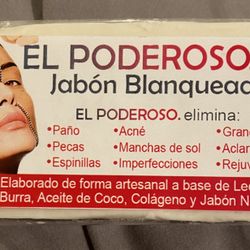 EL PODEROSO
Jabón Blanquead
EL PODEROSO. elimina:
•Paño •Acné •Gran
•Pecas •Manchas de sol •Aclar
•Espinillas •Imperfecciones •Rejuv
Elaborado de forma artesanal a base de Lec
Burra, Aceite de Coco, Colágeno y Jabón N